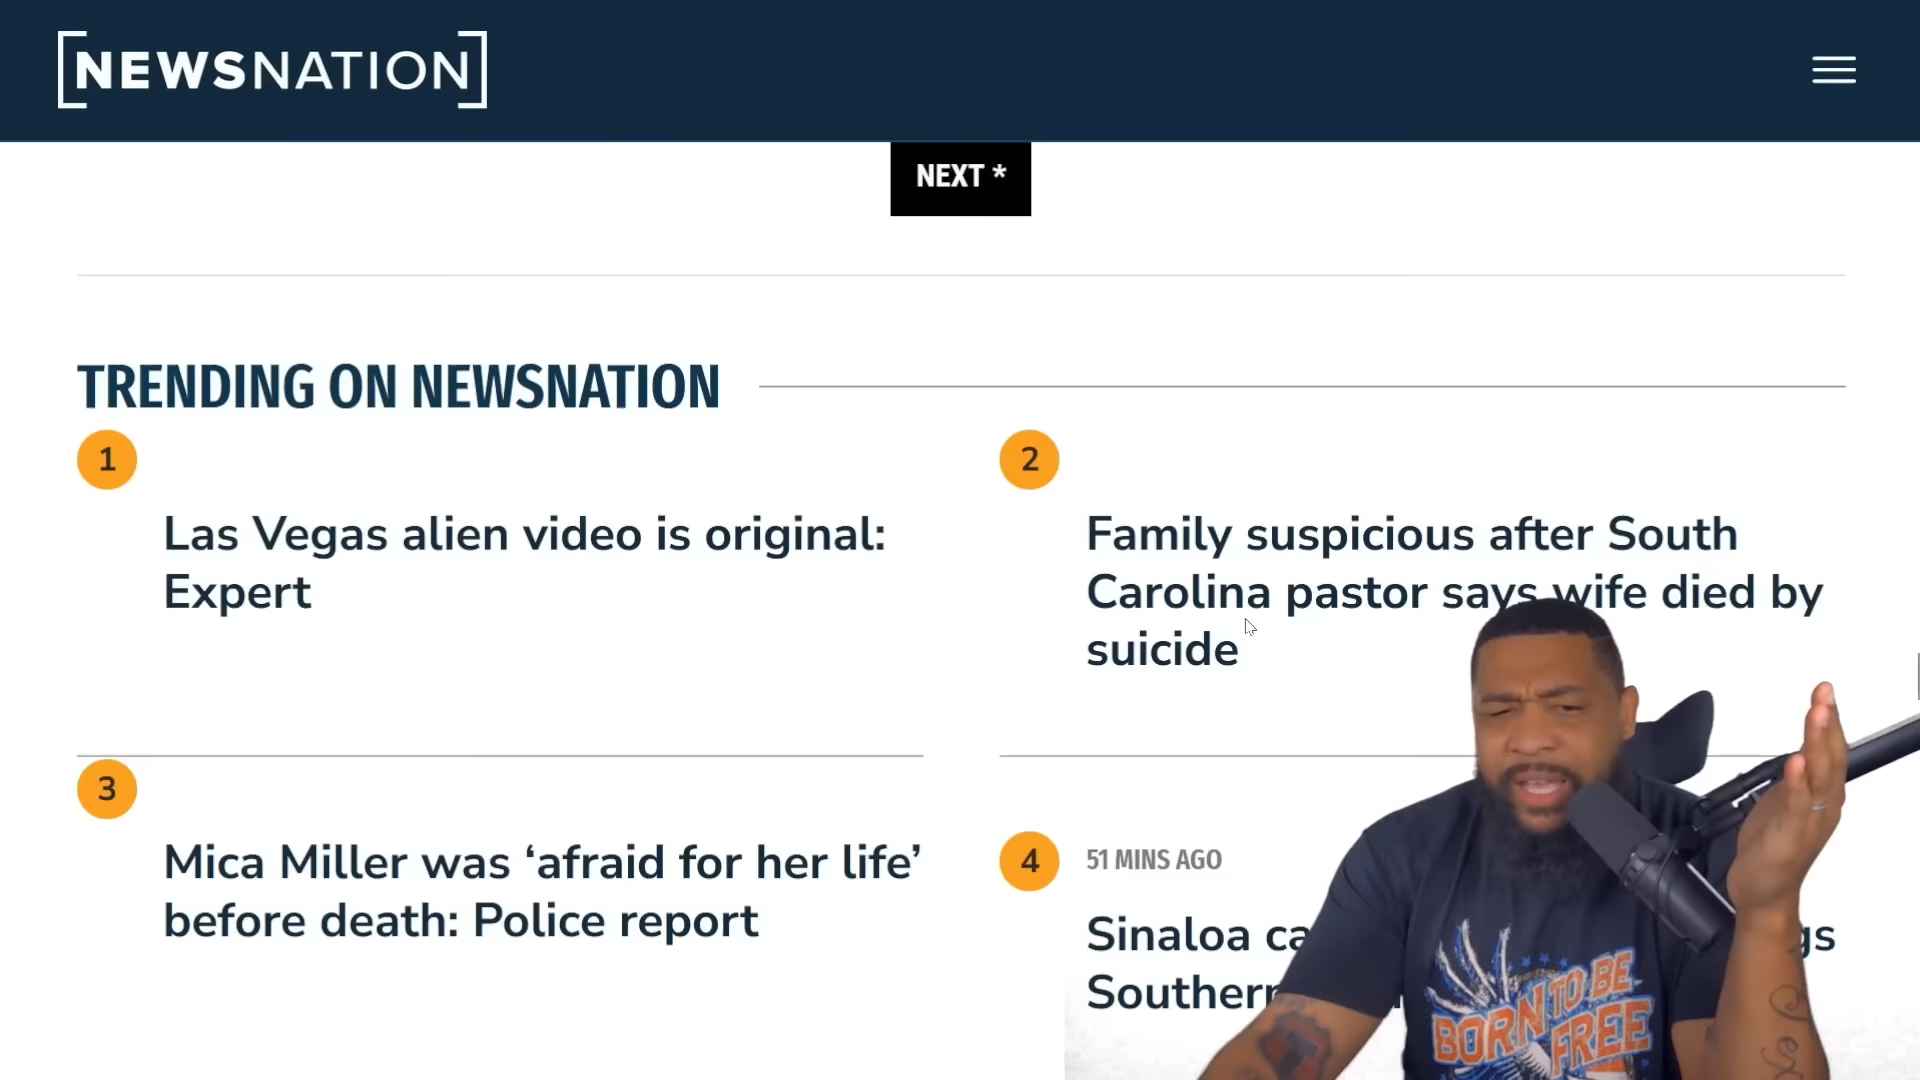 NEWSNATION
NEXT *
TRENDING ON NEWSNATION
1
Las Vegas alien video is original:
Expert
2
Family suspicious after South
Carolina pastor says wife died by
suicide
3
Mica Miller was ‘afraid for her life’
before death: Police report
4
51 MINS AGO
Sinaloa
BORN TO BE
FREE